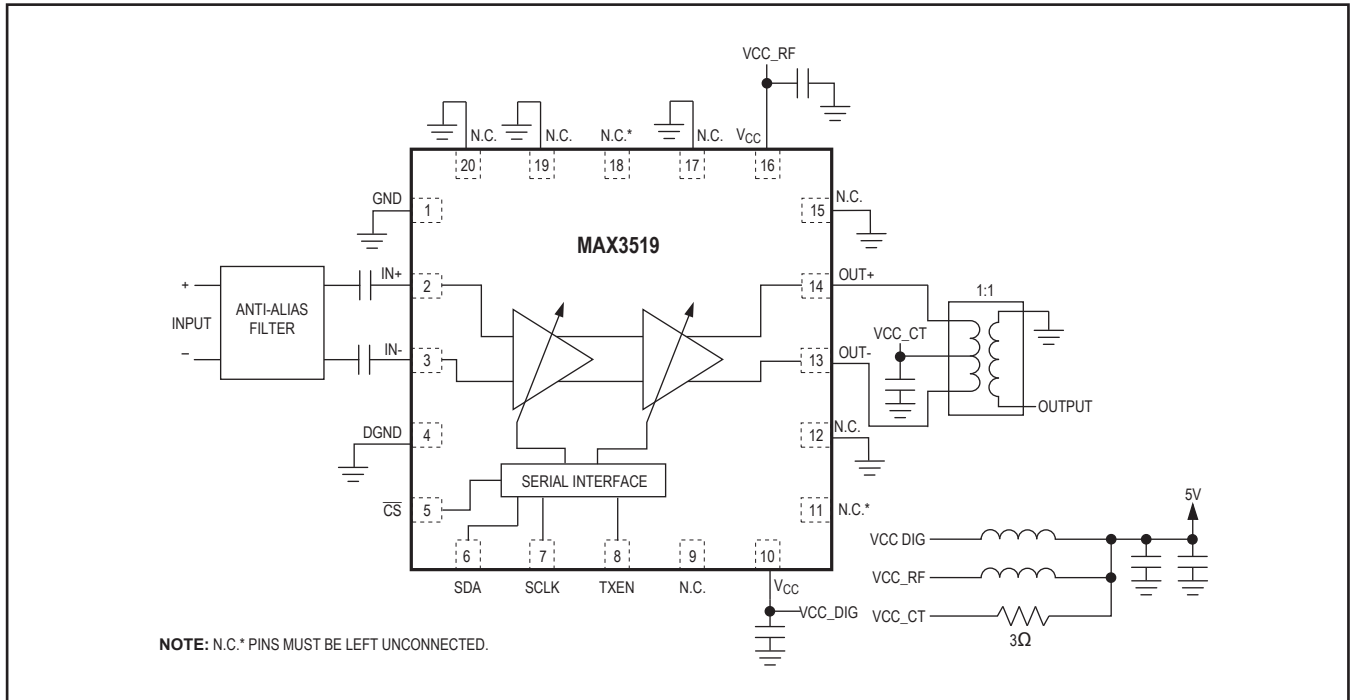 VCC_RF
N.C.
N.C.
N.C.*
N.C.
VCC
20
19
18
17
16
GND
1
15
N.C.
MAX3519
IN+
2
14
OUT+
1:1
+
INPUT
–
ANTI-ALIAS
FILTER
VCC_CT
IN-
3
13
OUT-
OUTPUT
DGND
4
12
N.C.
SERIAL INTERFACE
CS
5
11
N.C.*
5V
6
7
8
9
10
SDA
SCLK
TXEN
N.C.
VCC
VCC_DIG
VCC DIG
VCC_RF
VCC_CT
3Ω
NOTE: N.C.* PINS MUST BE LEFT UNCONNECTED.